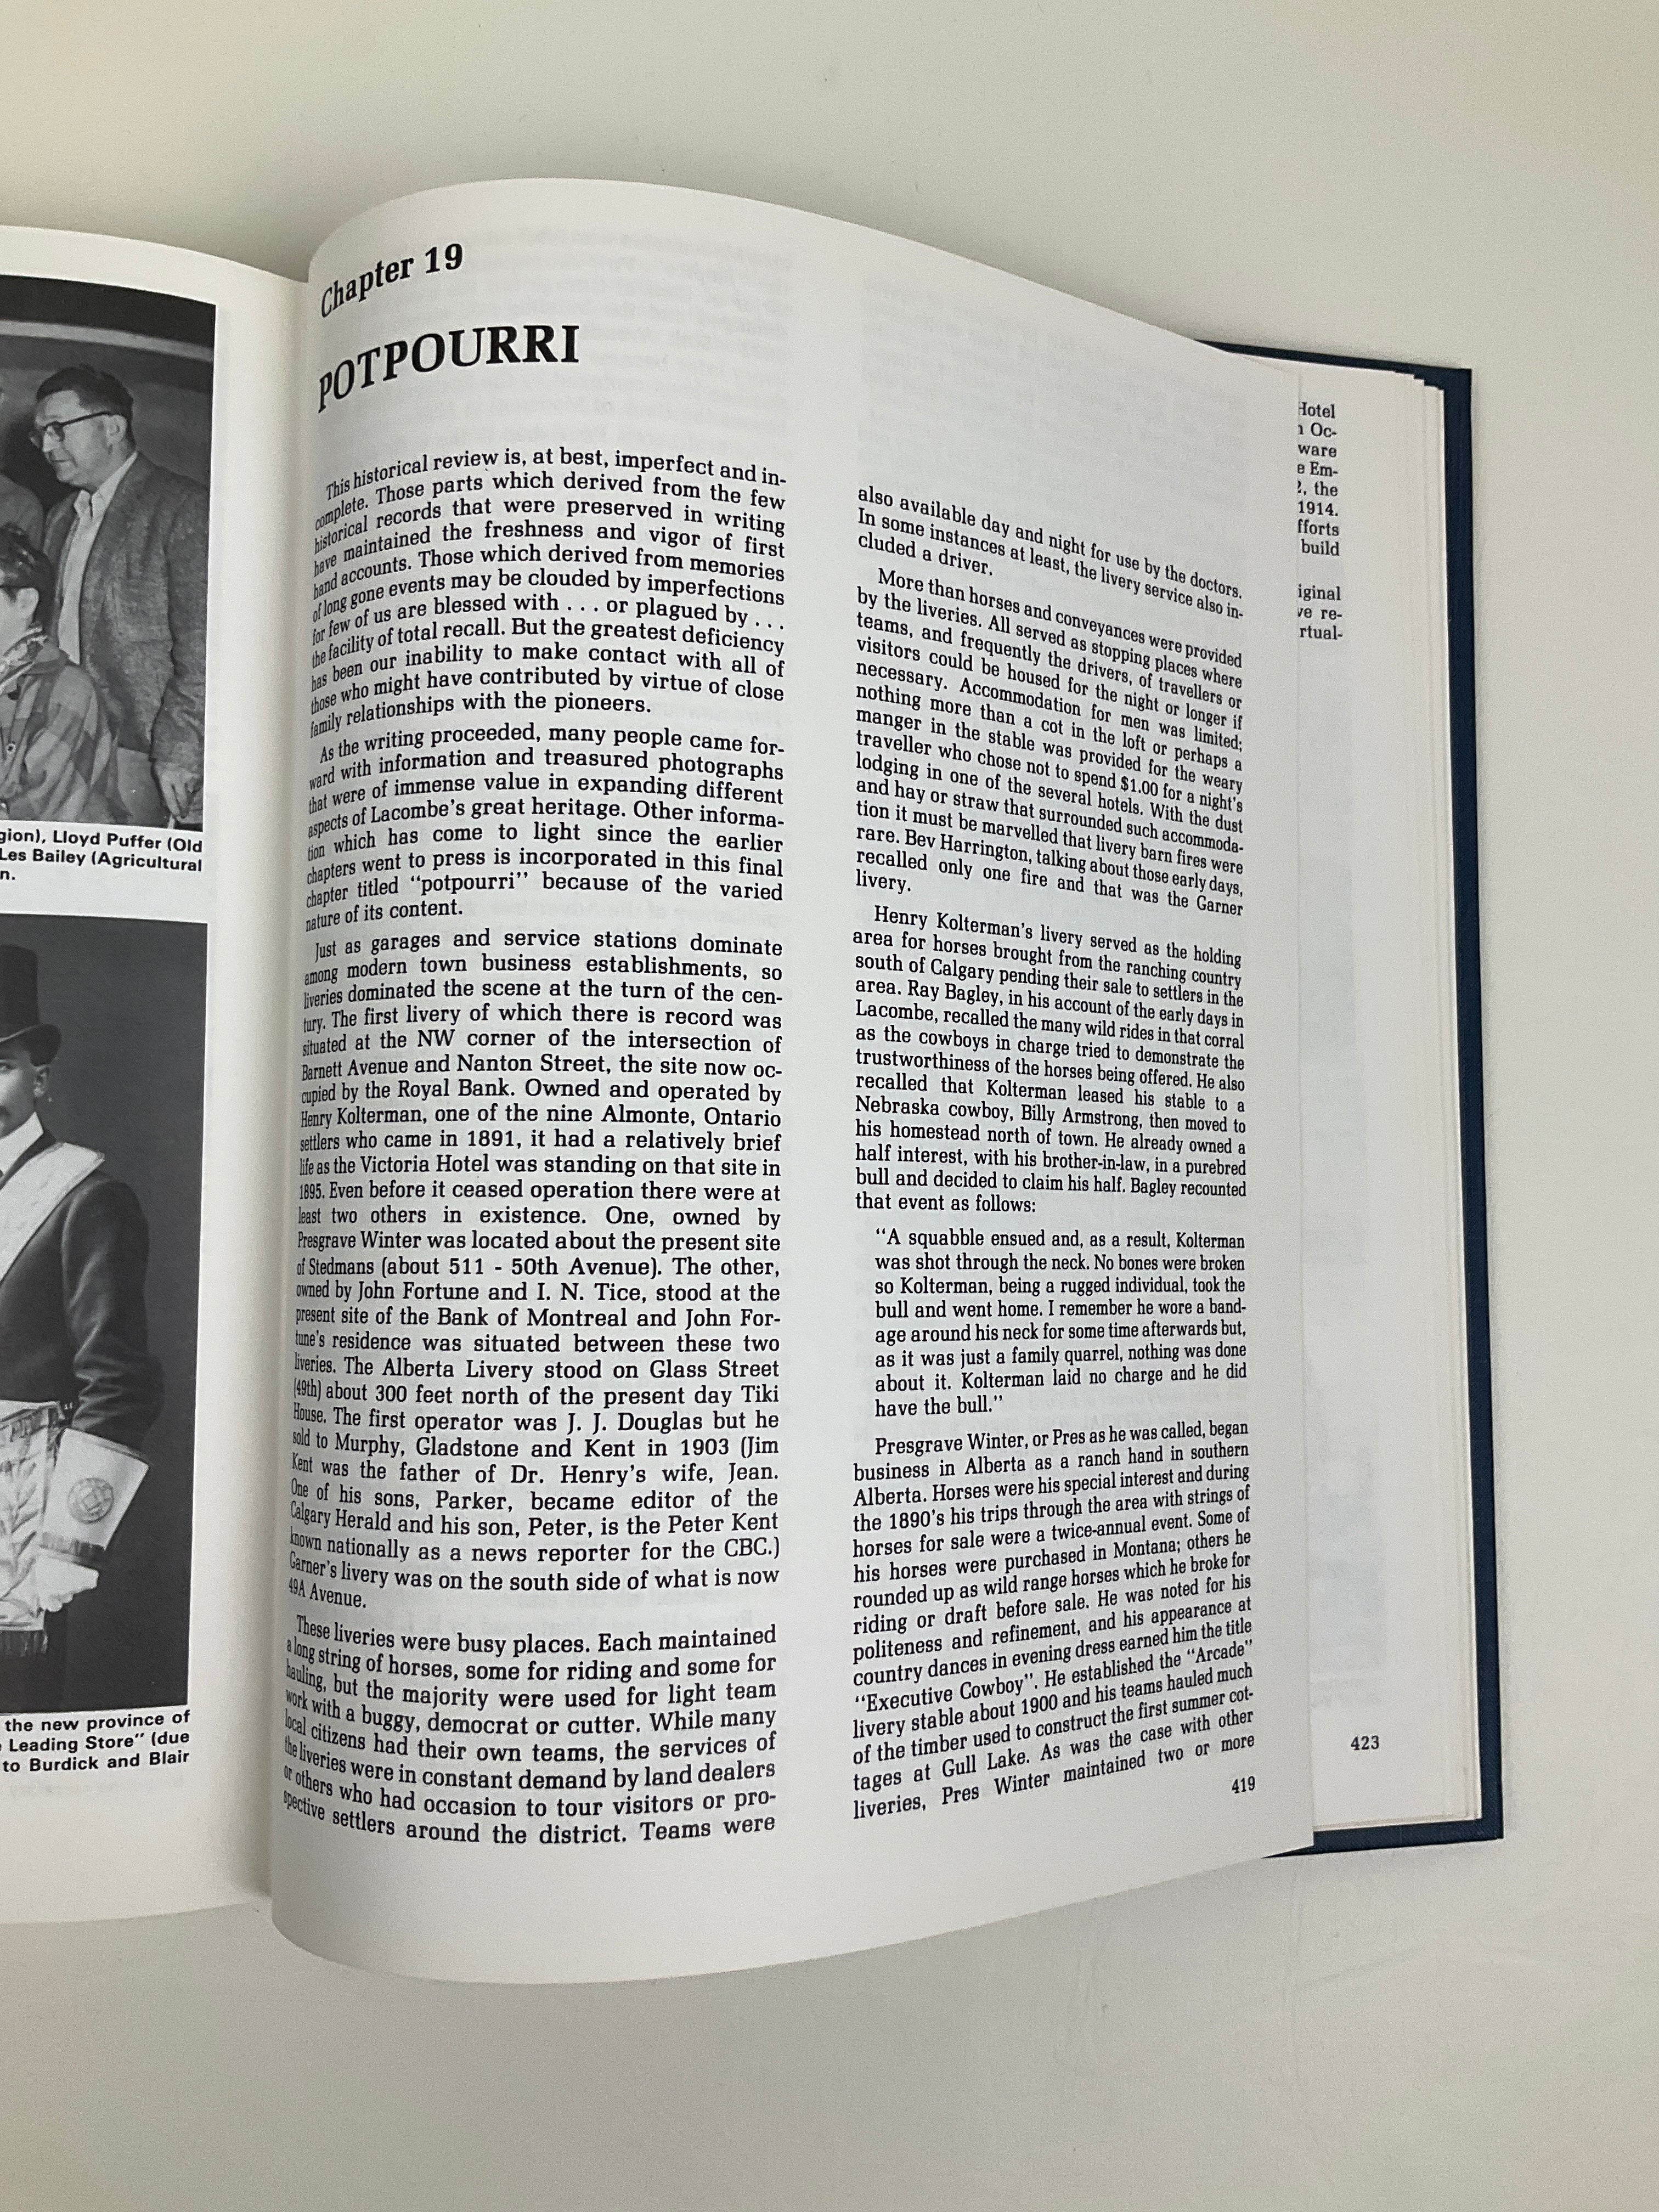 gion), Lloyd Puffer (Old
Les Bailey (Agricultural
n.
the new province of
Leading Store" (due
to Burdick and Blair
Chapter 19
POTPOURRI
This historical review is, at best, imperfect and in-
complete. Those parts which derived from the few
historical records that were preserved in writing
have maintained the freshness and vigor of first
hand accounts. Those which derived from memories
of long gone events may be clouded by imperfections
for few of us are blessed with . . . or plagued by . . .
the facility of total recall. But the greatest deficiency
has been our inability to make contact with all of
those who might have contributed by virtue of close
family relationships with the pioneers.
As the writing proceeded, many people came for-
ward with information and treasured photographs
that were of immense value in expanding different
aspects of Lacombe's great heritage. Other informa-
tion which has come to light since the earlier
chapters went to press is incorporated in this final
chapter titled "potpourri" because of the varied
nature of its content.
Just as garages and service stations dominate
among modern town business establishments, so
liveries dominated the scene at the turn of the cen-
tury. The first livery of which there is record was
situated at the NW corner of the intersection of
Barnett Avenue and Nanton Street, the site now oc-
cupied by the Royal Bank. Owned and operated by
Henry Kolterman, one of the nine Almonte, Ontario
settlers who came in 1891, it had a relatively brief
life as the Victoria Hotel was standing on that site in
1895. Even before it ceased operation there were at
least two others in existence. One, owned by
Presgrave Winter was located about the present site
of Stedmans (about 511 - 50th Avenue). The other,
owned by John Fortune and I. N. Tice, stood at the
present site of the Bank of Montreal and John For-
tune's residence was situated between these two
liveries. The Alberta Livery stood on Glass Street
(49th) about 300 feet north of the present day Tiki
House. The first operator was J. J. Douglas but he
sold to Murphy, Gladstone and Kent in 1903 (Jim
Kent was the father of Dr. Henry's wife, Jean.
One of his sons, Parker, became editor of the
Calgary Herald and his son, Peter, is the Peter Kent
known nationally as a news reporter for the CBC.)
Garner's livery was on the south side of what is now
49A Avenue.
These liveries were busy places. Each maintained
a long string of horses, some for riding and some for
hauling, but the majority were used for light team
work with a buggy, democrat or cutter. While many
local citizens had their own teams, the services of
the liveries were in constant demand by land dealers
or others who had occasion to tour visitors or pro-
spective settlers around the district. Teams were
also available day and night for use by the doctors.
In some instances at least, the livery service also in-
cluded a driver.
More than horses and conveyances were provided
by the liveries. All served as stopping places where
teams, and frequently the drivers, of travellers or
visitors could be housed for the night or longer if
necessary. Accommodation for men was limited;
nothing more than a cot in the loft or perhaps a
manger in the stable was provided for the weary
traveller who chose not to spend $1.00 for a night's
lodging in one of the several hotels. With the dust
and hay or straw that surrounded such accommoda-
tion it must be marvelled that livery barn fires were
rare. Bev Harrington, talking about those early days,
recalled only one fire and that was the Garner
livery.
Henry Kolterman's livery served as the holding
area for horses brought from the ranching country
south of Calgary pending their sale to settlers in the
area. Ray Bagley, in his account of the early days in
Lacombe, recalled the many wild rides in that corral
as the cowboys in charge tried to demonstrate the
trustworthiness of the horses being offered. He also
recalled that Kolterman leased his stable to a
Nebraska cowboy, Billy Armstrong, then moved to
his homestead north of town. He already owned a
half interest, with his brother-in-law, in a purebred
bull and decided to claim his half. Bagley recounted
that event as follows:
"A squabble ensued and, as a result, Kolterman
was shot through the neck. No bones were broken
so Kolterman, being a rugged individual, took the
bull and went home. I remember he wore a band-
age around his neck for some time afterwards but,
as it was just a family quarrel, nothing was done
about it. Kolterman laid no charge and he did
have the bull."
Presgrave Winter, or Pres as he was called, began
business in Alberta as a ranch hand in southern
Alberta. Horses were his special interest and during
the 1890's his trips through the area with strings of
horses for sale were a twice-annual event. Some of
his horses were purchased in Montana; others he
rounded up as wild range horses which he broke for
riding or draft before sale. He was noted for his
politeness and refinement, and his appearance at
country dances in evening dress earned him the title
"Executive Cowboy". He established the "Arcade"
livery stable about 1900 and his teams hauled much
of the timber used to construct the first summer cot-
tages at Gull Lake. As was the case with other
liveries, Pres Winter maintained two or more
419
Hotel
Oc-
ware
e Em-
, the
1914.
fforts
build
iginal
ve re-
rtual-
423